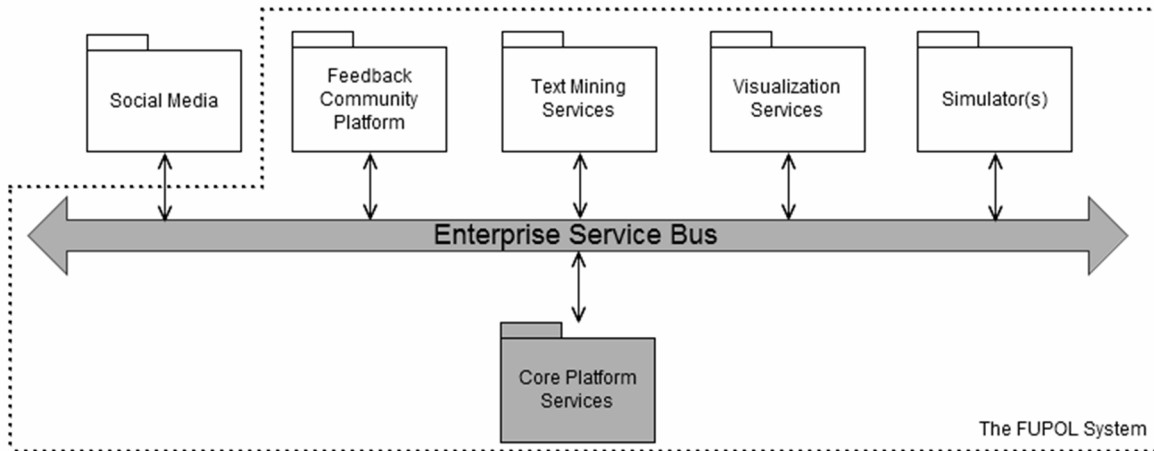 Social Media
Feedback
Community
Platform
Text Mining
Services
Visualization
Services
Simulator(s)
Enterprise Service Bus
Core Platform
Services
The FUPOL System